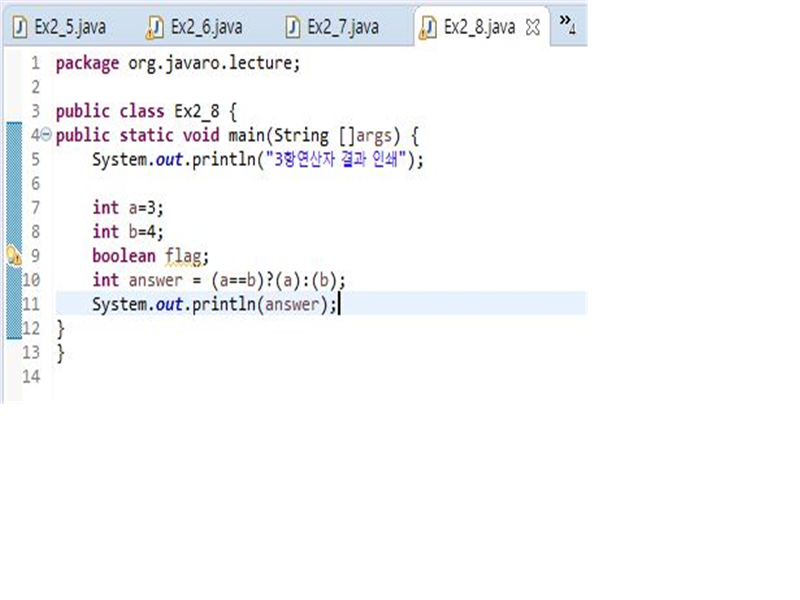 Ex2_5.java Ex2_6.java Ex2_7.java Ex2_8.java »4
1 package org.javaro.lecture;
2
3 public class Ex2_8 {
4 public static void main(String []args) {
5 System.out.println("3항연산자 결과 인쇄");
6
7 int a=3;
8 int b=4;
9 boolean flag;
10 int answer = (a==b)?(a):(b);
11 System.out.println(answer);
12 }
13 }
14